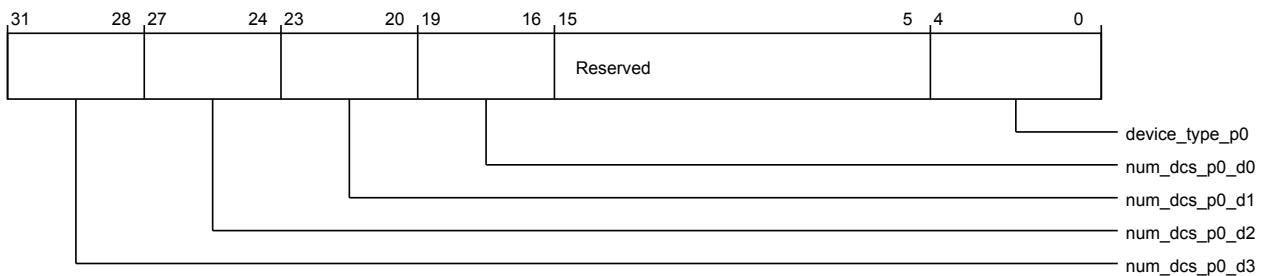 31 28 27 24 23 20 19 16 15 5 4 0
Reserved
device_type_p0
num_dcs_p0_d0
num_dcs_p0_d1
num_dcs_p0_d2
num_dcs_p0_d3